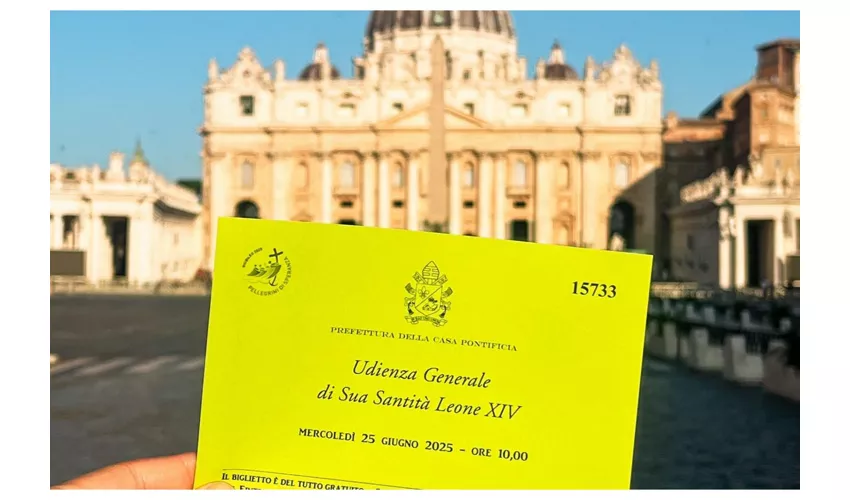 PELLEGRINI DI SPERANZA
15733
PREFETTURA DELLA CASA PONTIFICIA
Udienza Generale
di Sua Santità Leone XIV
MERCOLEDÌ 25 GIUGNO 2025 – ORE 10,00
IL BIGLIETTO È DEL TUTTO GRATUITO